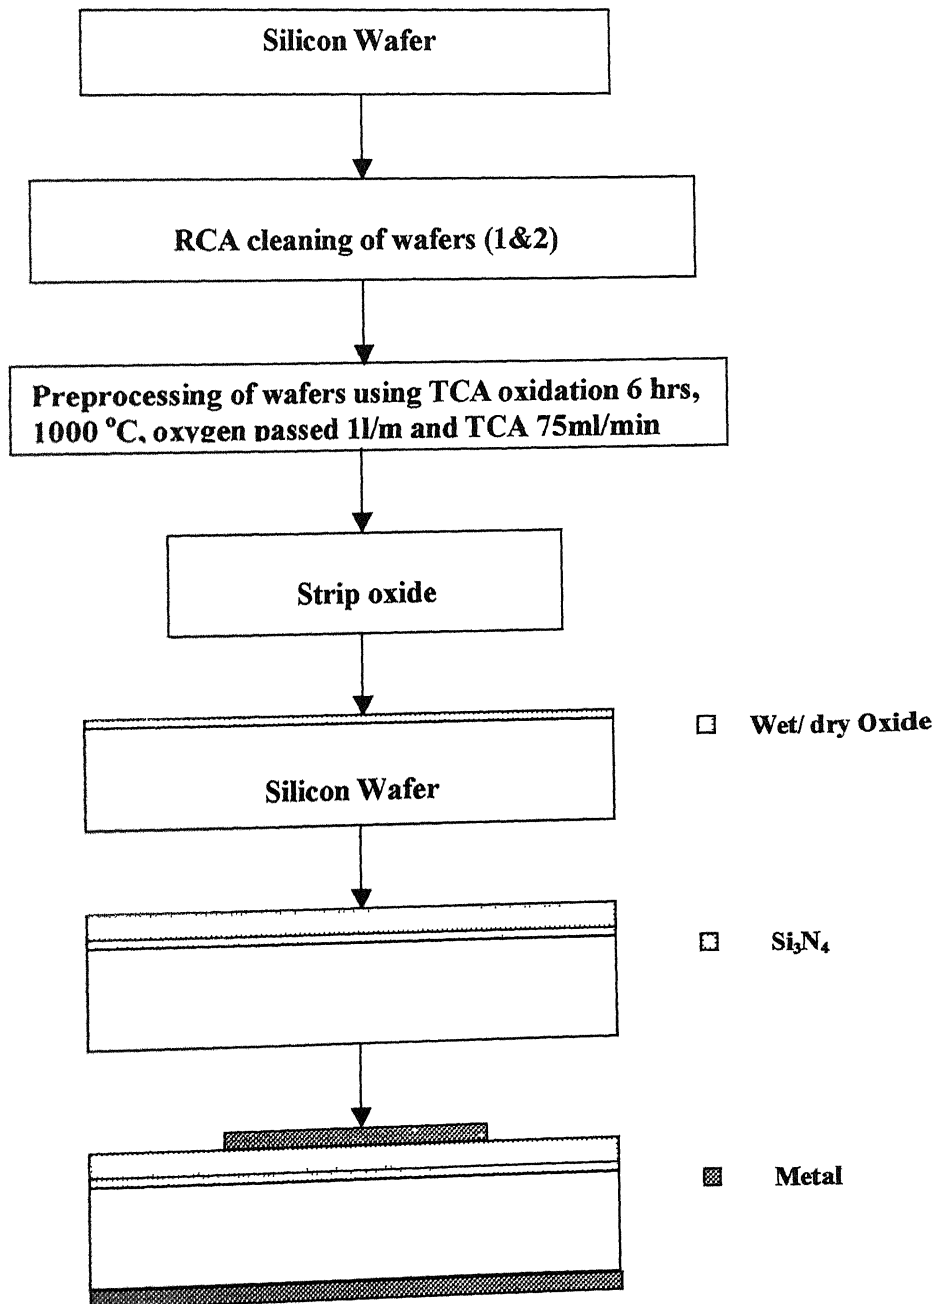 Silicon Wafer
RCA cleaning of wafers (1&2)
Preprocessing of wafers using TCA oxidation 6 hrs,
1000 °C, oxygen passed 1l/m and TCA 75ml/min
Strip oxide
Wet/ dry Oxide
Silicon Wafer
Si₃N₄
Metal